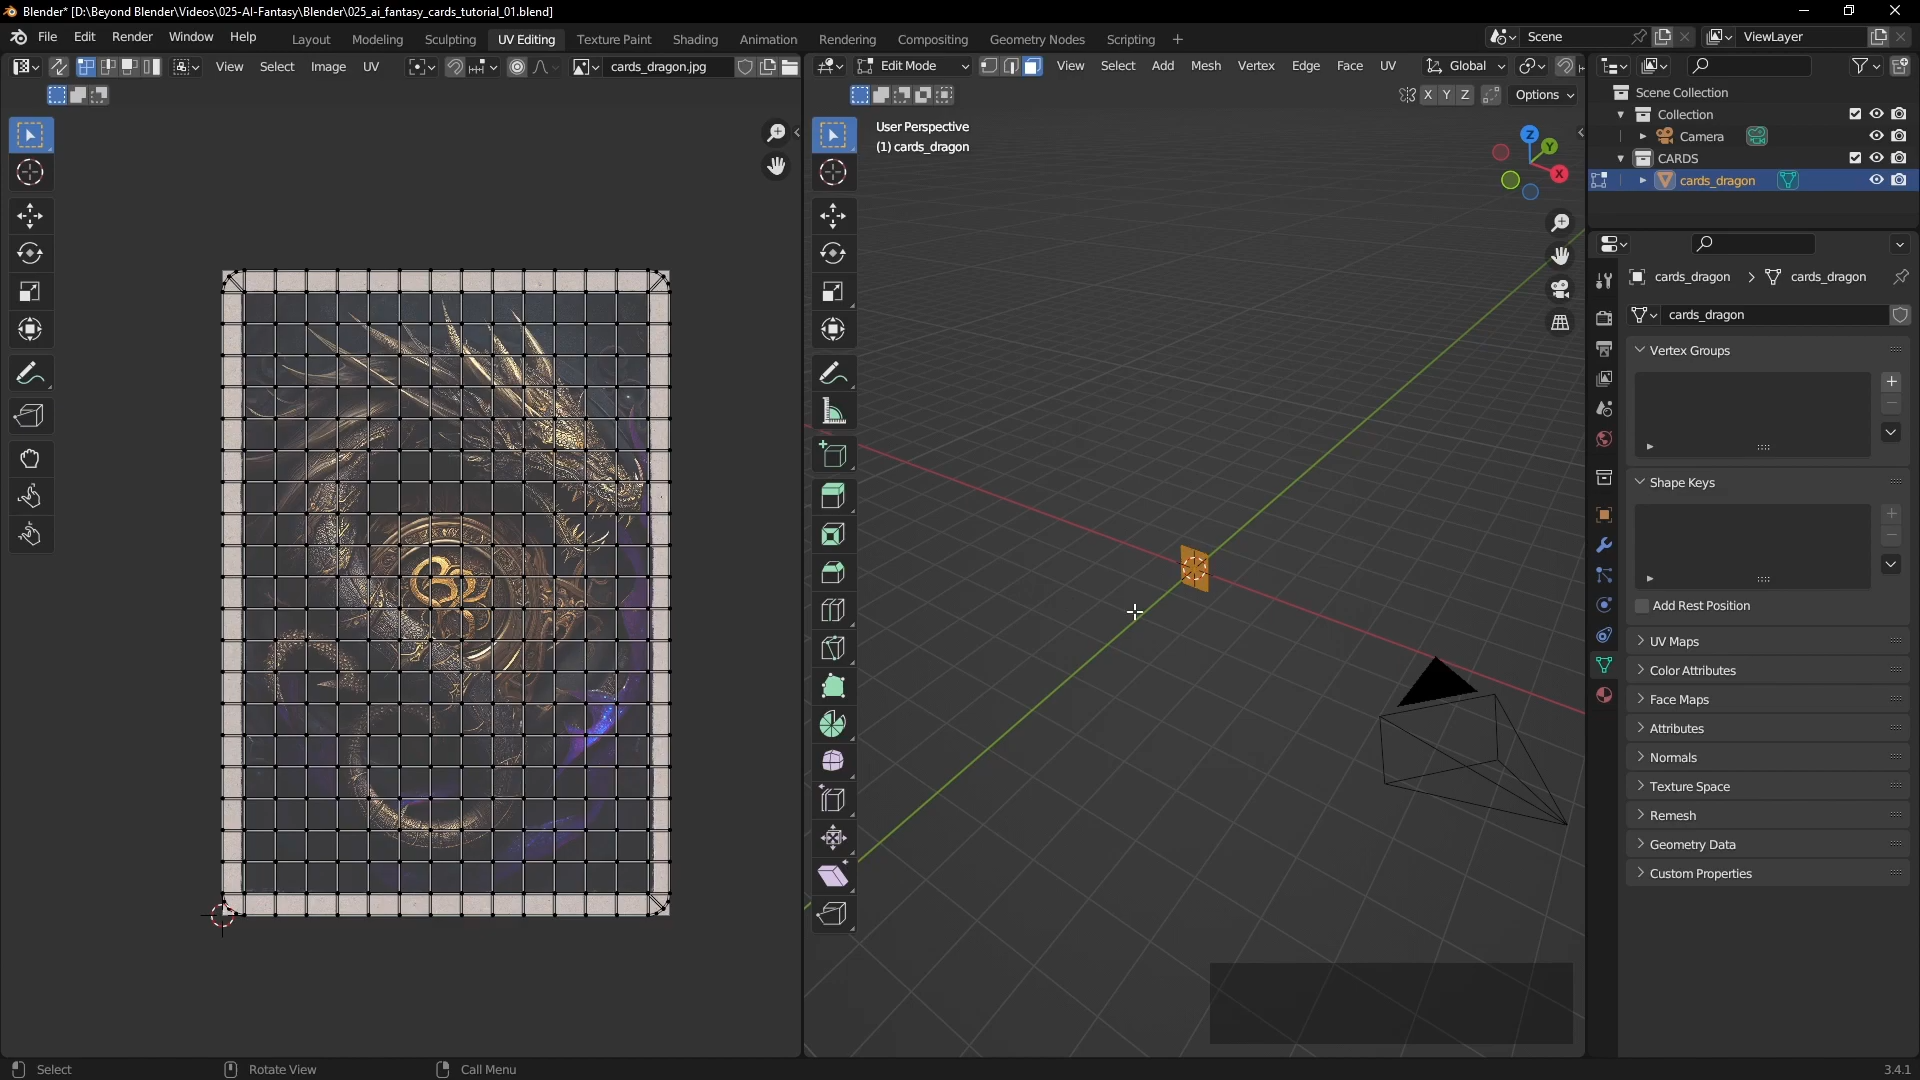 Blender* [D:\Beyond Blender\Videos\025-AI-Fantasy\Blender\025_ai_fantasy_cards_tutorial_01.blend]
File Edit Render Window Help Layout Modeling Sculpting UV Editing Texture Paint Shading Animation Rendering Compositing Geometry Nodes Scripting + Scene ViewLayer
View Select Image UV cards_dragon.jpg Edit Mode View Select Add Mesh Vertex Edge Face UV Global
X Y Z Options
User Perspective
(1) cards_dragon
Z
Y
X
Scene Collection
Collection
Camera
CARDS
cards_dragon
cards_dragon > cards_dragon
cards_dragon
Vertex Groups
Shape Keys
Add Rest Position
UV Maps
Color Attributes
Face Maps
Attributes
Normals
Texture Space
Remesh
Geometry Data
Custom Properties
Select Rotate View Call Menu 3.4.1